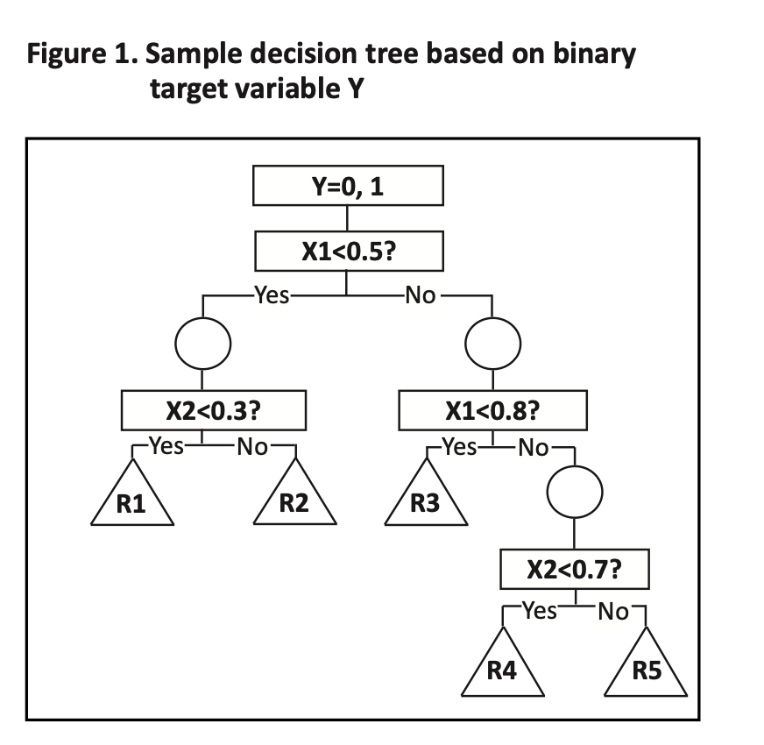 Figure 1. Sample decision tree based on binary
target variable Y
Y=0, 1
X1<0.5?
Yes No
X2<0.3? X1<0.8?
Yes No Yes No
R1 R2 R3
X2<0.7?
Yes No
R4 R5